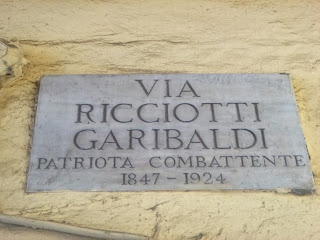 VIA
RICCIOTTI
GARIBALDI
PATRIOTA COMBATTENTE
1847-1924